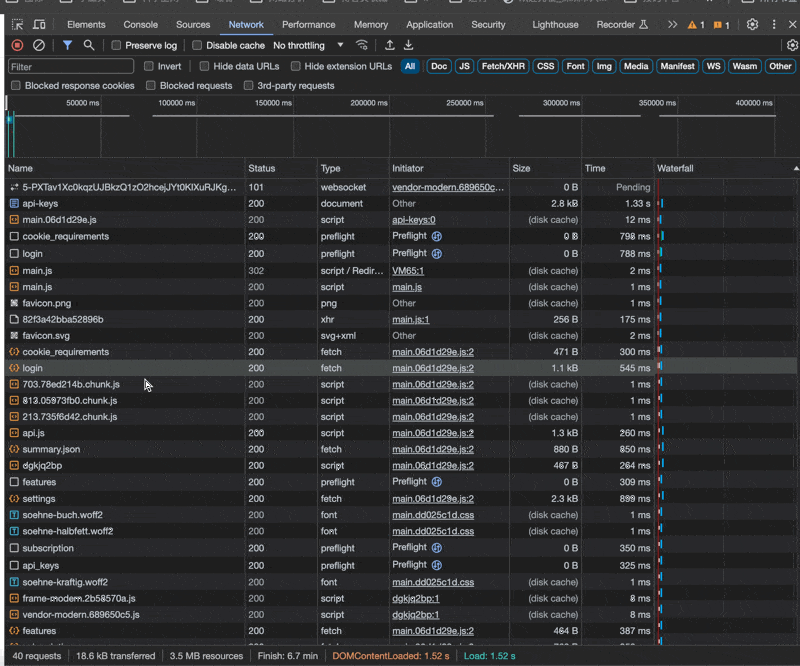 Elements Console Sources Network Performance Memory Application Security Lighthouse Recorder 1 1
Preserve log Disable cache No throttling
Filter Invert Hide data URLs Hide extension URLs All Doc JS Fetch/XHR CSS Font Img Media Manifest WS Wasm Other
Blocked response cookies Blocked requests 3rd-party requests
50000 ms 100000 ms 150000 ms 200000 ms 250000 ms 300000 ms 350000 ms 400000 ms
Name Status Type Initiator Size Time Waterfall
5-PXTav1Xc0kqzUJBkzQ1zO2hcejJYt0KlXuRJKg... 101 websocket vendor-modern.689650c... 0 B Pending
api-keys 200 document Other 2.8 kB 1.33 s
main.06d1d29e.js 200 script api-keys:0 (disk cache) 12 ms
cookie_requirements 200 preflight Preflight 0 B 798 ms
login 200 preflight Preflight 0 B 788 ms
main.js 302 script / Redir... VM65:1 (disk cache) 2 ms
main.js 200 script main.js (disk cache) 1 ms
favicon.png 200 png Other (disk cache) 1 ms
82f3a42bba52896b 200 xhr main.js:1 256 B 175 ms
favicon.svg 200 svg+xml Other (disk cache) 2 ms
cookie_requirements 200 fetch main.06d1d29e.js:2 471 B 300 ms
login 200 fetch main.06d1d29e.js:2 1.1 kB 545 ms
703.78ed214b.chunk.js 200 script main.06d1d29e.js:2 (disk cache) 1 ms
813.05973fb0.chunk.js 200 script main.06d1d29e.js:2 (disk cache) 1 ms
213.735f6d42.chunk.js 200 script main.06d1d29e.js:2 (disk cache) 1 ms
api.js 200 script main.06d1d29e.js:2 1.3 kB 260 ms
summary.json 200 fetch main.06d1d29e.js:2 880 B 850 ms
dgkjq2bp 200 script main.06d1d29e.js:2 467 B 264 ms
features 200 preflight Preflight 0 B 309 ms
settings 200 fetch main.06d1d29e.js:2 2.3 kB 899 ms
soehne-buch.woff2 200 font main.dd025c1d.css (disk cache) 1 ms
soehne-halbfett.woff2 200 font main.dd025c1d.css (disk cache) 1 ms
subscription 200 preflight Preflight 0 B 350 ms
api_keys 200 preflight Preflight 0 B 325 ms
soehne-kraftig.woff2 200 font main.dd025c1d.css (disk cache) 1 ms
frame-modern.2b58570a.js 200 script dgkjq2bp:1 (disk cache) 8 ms
vendor-modern.689650c5.js 200 script dgkjq2bp:1 (disk cache) 8 ms
features 200 fetch main.06d1d29e.js:2 464 B 387 ms
40 requests 18.6 kB transferred 3.5 MB resources Finish: 6.7 min DOMContentLoaded: 1.52 s Load: 1.52 s